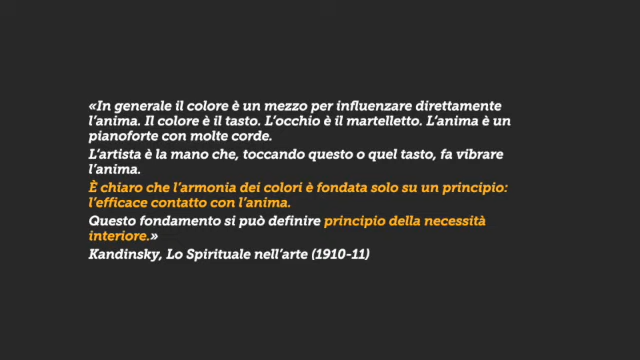 «In generale il colore è un mezzo per influenzare direttamente
l’anima. Il colore è il tasto. L’occhio è il martelletto. L’anima è un
pianoforte con molte corde.
L’artista è la mano che, toccando questo o quel tasto, fa vibrare
l’anima.
È chiaro che l’armonia dei colori è fondata solo su un principio:
l’efficace contatto con l’anima.
Questo fondamento si può definire principio della necessità
interiore.»
Kandinsky, Lo Spirituale nell’arte (1910-11)